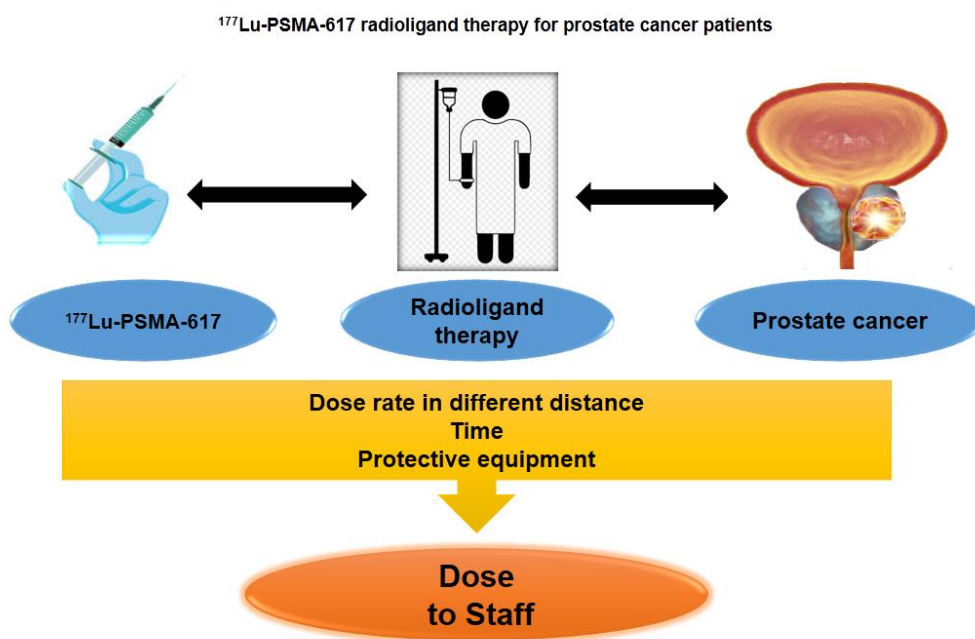 ¹⁷⁷Lu-PSMA-617 radioligand therapy for prostate cancer patients
¹⁷⁷Lu-PSMA-617
Radioligand
therapy
Prostate cancer
Dose rate in different distance
Time
Protective equipment
Dose
to Staff